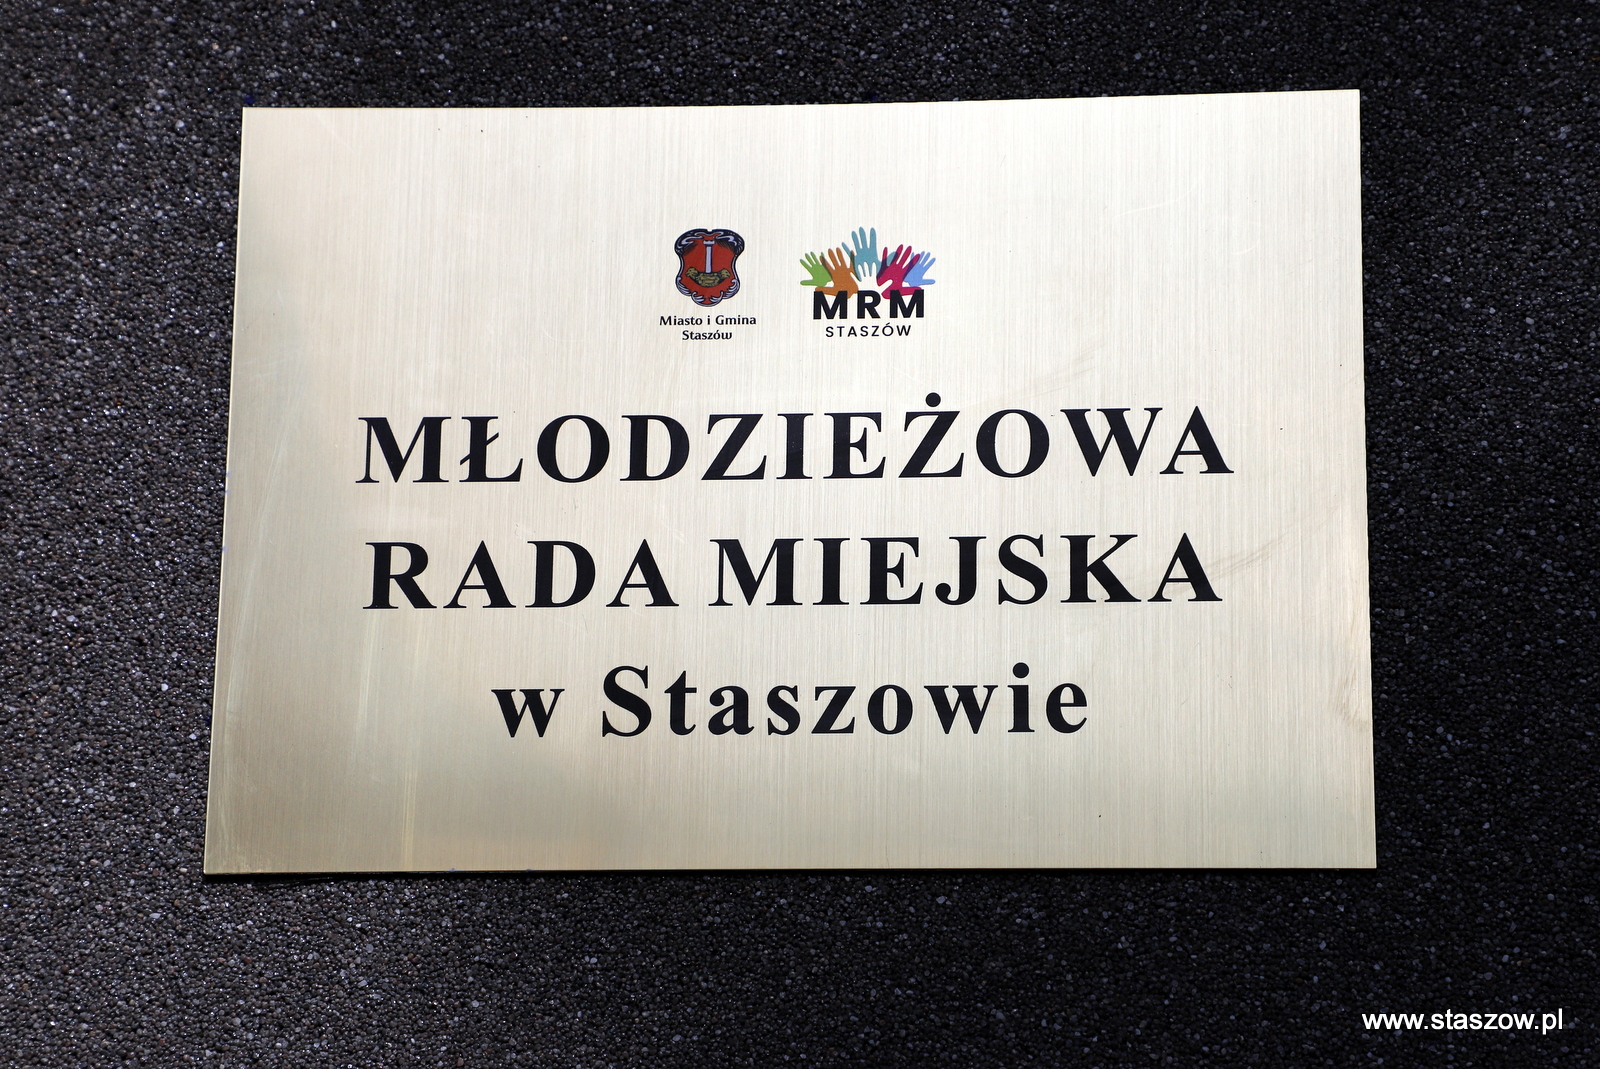 Miasto i Gmina
Staszów
MRM
STASZÓW
MŁODZIEŻOWA
RADA MIEJSKA
w Staszowie
www.staszow.pl